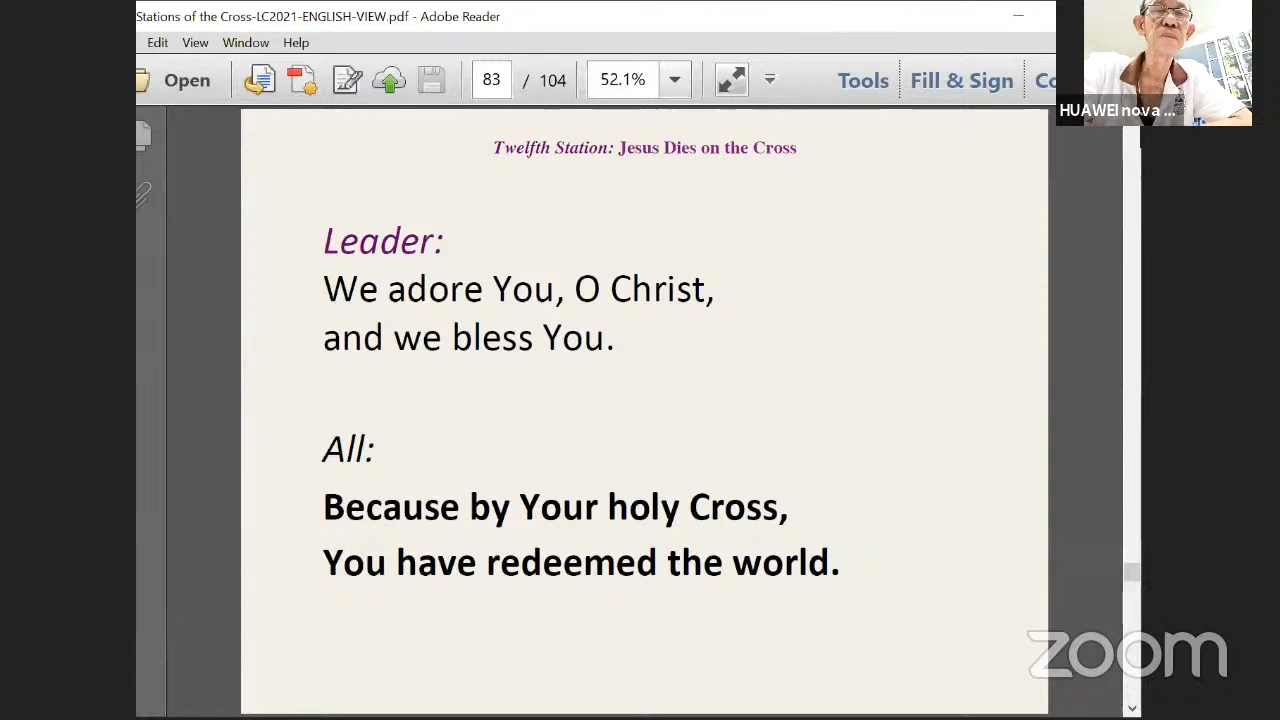 Stations of the Cross-LC2021-ENGLISH-VIEW.pdf - Adobe Reader
Edit View Window Help
Open 83 / 104 52.1% Tools Fill & Sign Co
HUAWEI nova ...
Twelfth Station: Jesus Dies on the Cross
Leader:
We adore You, O Christ,
and we bless You.
All:
Because by Your holy Cross,
You have redeemed the world.
zoom